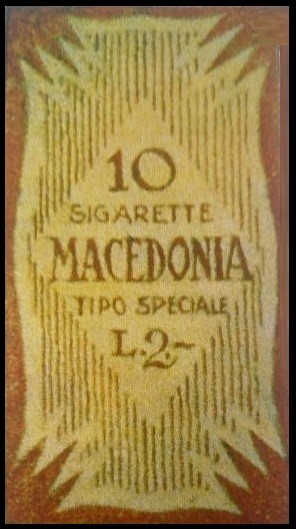 10
SIGARETTE
MACEDONIA
TIPO SPECIALE
L.2.-